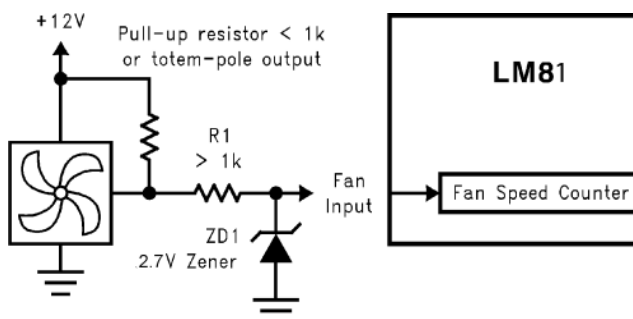 +12V
Pull-up resistor < 1k
or totem-pole output
R1
> 1k
Fan
Input
ZD1
2.7V Zener
LM81
Fan Speed Counter